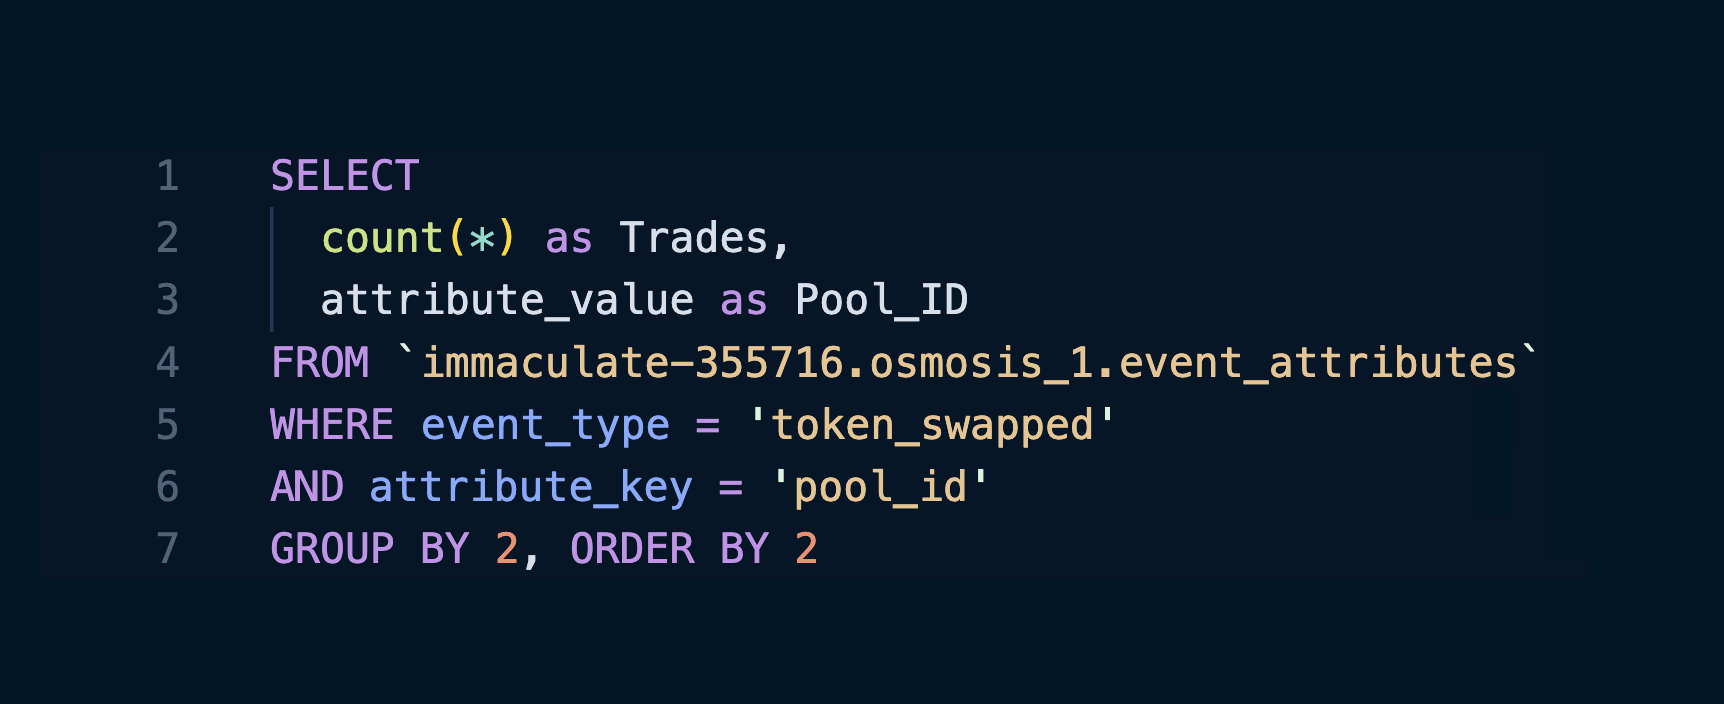 1 SELECT
2 count(*) as Trades,
3 attribute_value as Pool_ID
4 FROM `immaculate-355716.osmosis_1.event_attributes`
5 WHERE event_type = 'token_swapped'
6 AND attribute_key = 'pool_id'
7 GROUP BY 2, ORDER BY 2